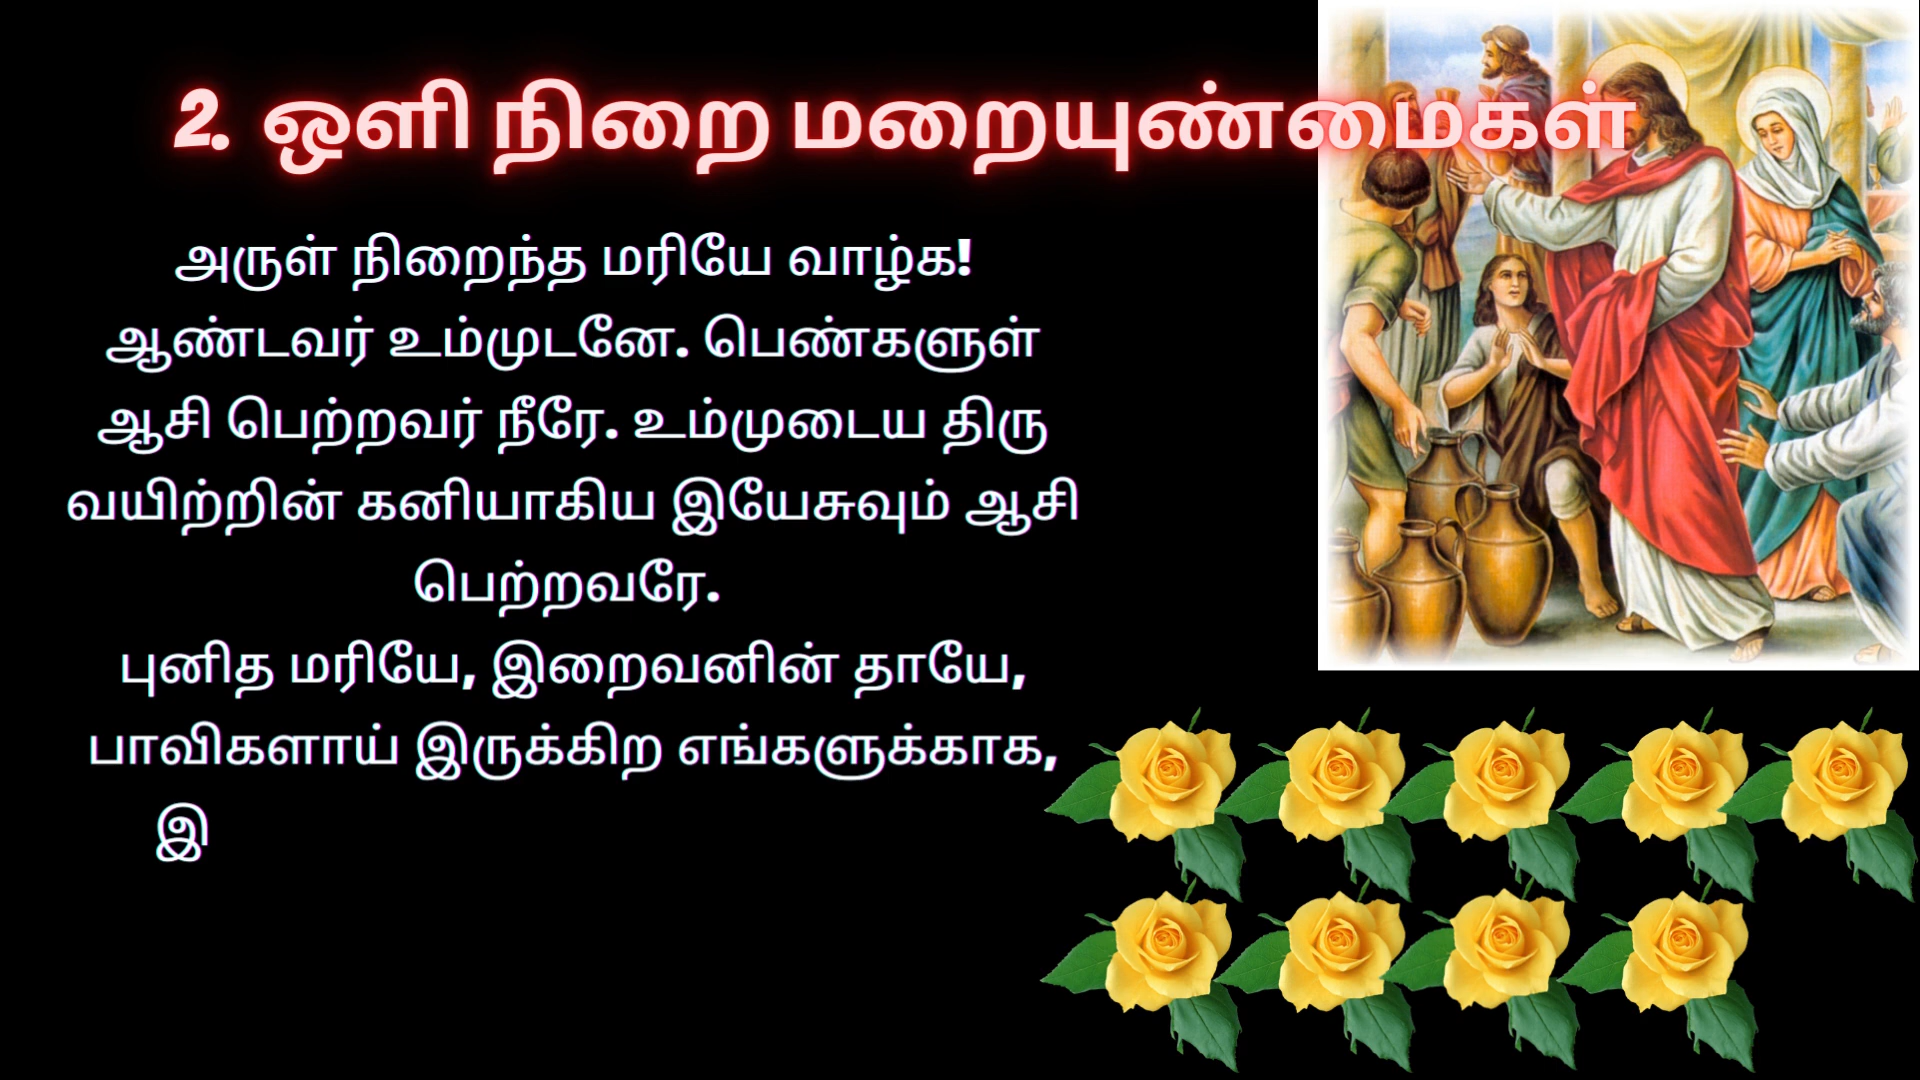 2. ஒளி நிறை மறையுண்மைகள்
அருள் நிறைந்த மரியே வாழ்க!
ஆண்டவர் உம்முடனே. பெண்களுள்
ஆசி பெற்றவர் நீரே. உம்முடைய திரு
வயிற்றின் கனியாகிய இயேசுவும் ஆசி
பெற்றவரே.
புனித மரியே, இறைவனின் தாயே,
பாவிகளாய் இருக்கிற எங்களுக்காக,
இ